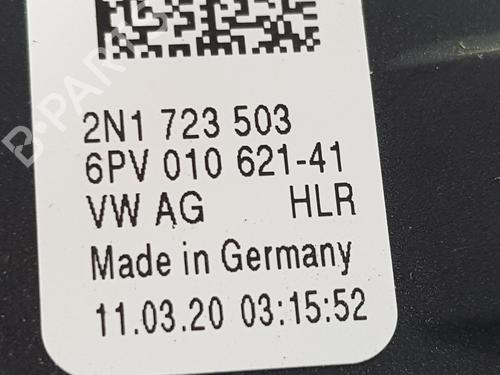 B-PARTS
2N1 723 503
6PV 010 621-41
VW AG HLR
Made in Germany
11.03.20 03:15:52